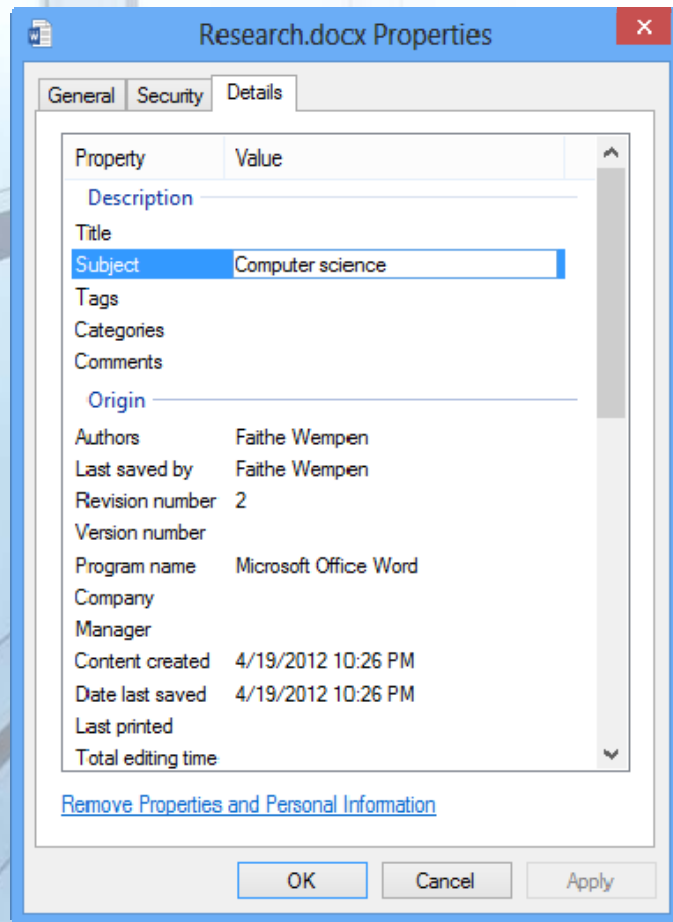 Research.docx Properties
General Security Details
Property Value
Description
Title
Subject Computer science
Tags
Categories
Comments
Origin
Authors Faithe Wempen
Last saved by Faithe Wempen
Revision number 2
Version number
Program name Microsoft Office Word
Company
Manager
Content created 4/19/2012 10:26 PM
Date last saved 4/19/2012 10:26 PM
Last printed
Total editing time
Remove Properties and Personal Information
OK Cancel Apply